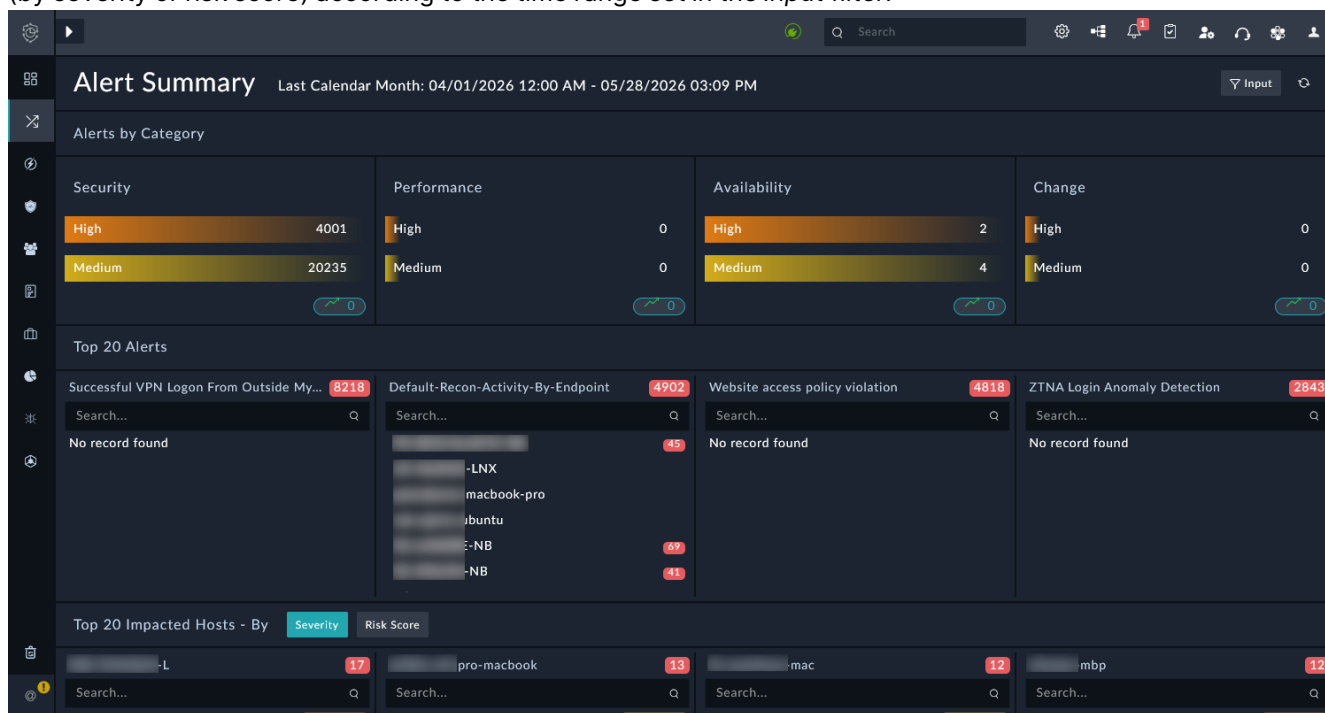 (by severity or risk score) according to the time range set in the input filter.
1
Search
Alert Summary Last Calendar Month: 04/01/2026 12:00 AM - 05/28/2026 03:09 PM Input
Alerts by Category
Security Performance Availability Change
High 4001 High 0 High 2 High 0
Medium 20235 Medium 0 Medium 4 Medium 0
0 0 0 0
Top 20 Alerts
Successful VPN Logon From Outside My... 8218 Default-Recon-Activity-By-Endpoint 4902 Website access policy violation 4818 ZTNA Login Anomaly Detection 2843
Search... Search... Search... Search...
No record found 45 No record found No record found
-LNX
macbook-pro
ubuntu
E-NB 69
-NB 41
Top 20 Impacted Hosts - By Severity Risk Score
-L 17 pro-macbook 13 mac 12 mbp 12
Search... Search... Search... Search...